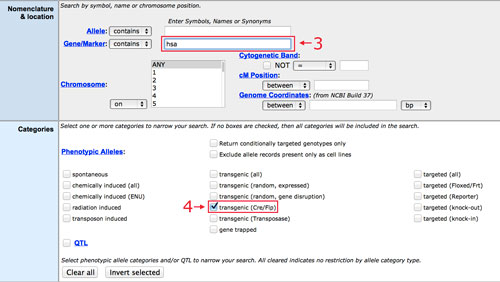 Nomenclature & location
Search by symbol, name or chromosome position.
Enter Symbols, Names or Synonyms
Allele: contains
Gene/Marker: contains hsa
3
Cytogenetic Band:
NOT =
cM Position:
between
Genome Coordinates: (from NCBI Build 37)
between bp
Chromosome:
on
ANY
1
2
3
4
5
Categories
Select one or more categories to narrow your search. If no boxes are checked, then all categories will be included in the search.
Phenotypic Alleles:
Return conditionally targeted genotypes only
Exclude allele records present only as cell lines
spontaneous
chemically induced (all)
chemically induced (ENU)
radiation induced
transposon induced
transgenic (all)
transgenic (random, expressed)
transgenic (random, gene disruption)
4
transgenic (Cre/Flp)
transgenic (Transposase)
gene trapped
targeted (all)
targeted (Floxed/Frt)
targeted (Reporter)
targeted (knock-out)
targeted (knock-in)
QTL
Select phenotypic allele categories and/or QTL to narrow your search. All cleared indicates no restriction by allele category type.
Clear all Invert selected